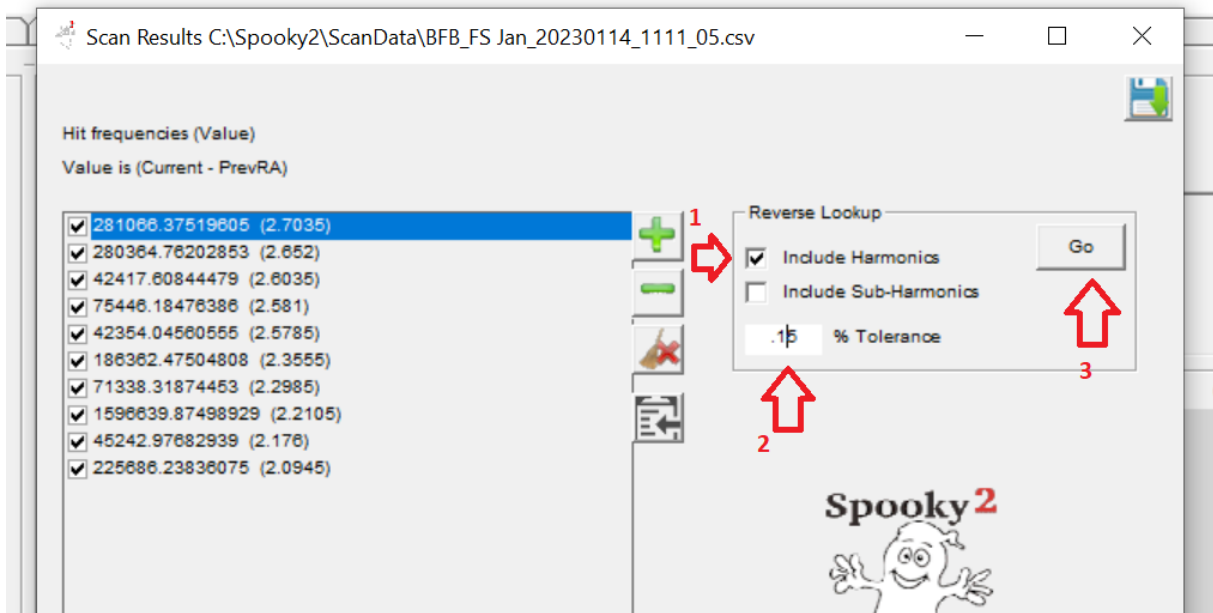 Scan Results C:\Spooky2\ScanData\BFB_FS Jan_20230114_1111_05.csv
Hit frequencies (Value)
Value is (Current - PrevRA)
281066.37519605 (2.7035)
280364.76202853 (2.652)
42417.60844479 (2.6035)
75446.18476386 (2.581)
42354.04560555 (2.5785)
186362.47504808 (2.3555)
71338.31874453 (2.2985)
1596639.87498929 (2.2105)
45242.97682939 (2.176)
225686.23836075 (2.0945)
1
Reverse Lookup
Include Harmonics
Go
Include Sub-Harmonics
.15 % Tolerance
2
3
Spooky2